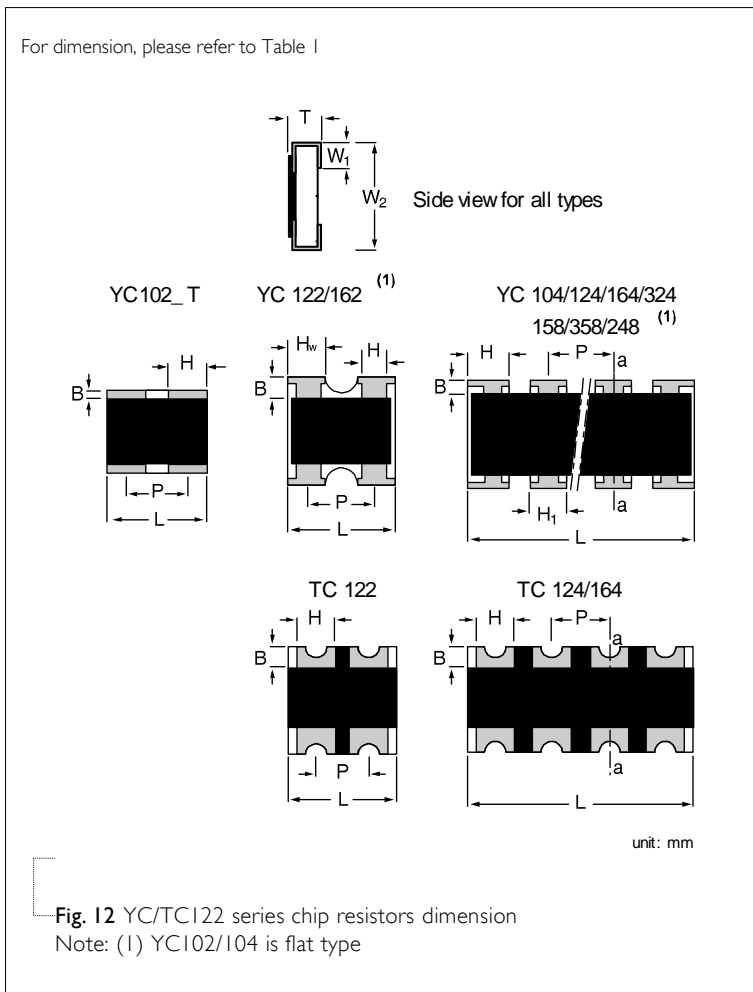 For dimension, please refer to Table 1
T
W1
W2
Side view for all types
YC102_ T
YC 122/162 (1)
YC 104/124/164/324
158/358/248 (1)
H
B
P
L
Hw
H
B
P
L
H
P
a
B
H1
a
L
TC 122
TC 124/164
H
B
P
L
H
P
a
B
a
L
unit: mm
Fig. 12 YC/TC122 series chip resistors dimension
Note: (1) YC102/104 is flat type